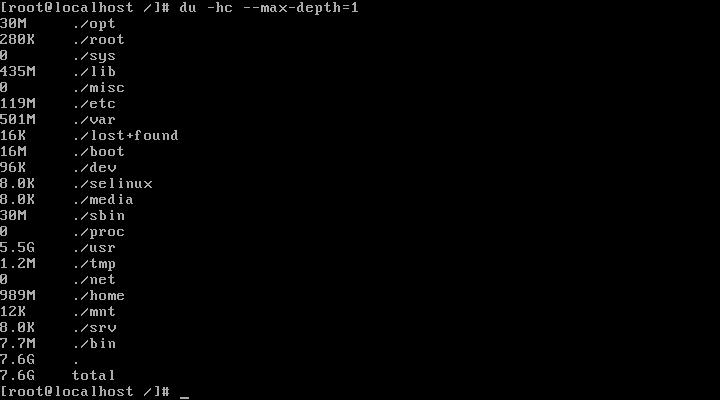 [root@localhost /]# du -hc --max-depth=1
30M     ./opt
280K    ./root
0       ./sys
435M    ./lib
0       ./misc
119M    ./etc
501M    ./var
16K     ./lost+found
16M     ./boot
96K     ./dev
8.0K    ./selinux
8.0K    ./media
30M     ./sbin
0       ./proc
5.5G    ./usr
1.2M    ./tmp
0       ./net
989M    ./home
12K     ./mnt
8.0K    ./srv
7.7M    ./bin
7.6G    .
7.6G    total
[root@localhost /]# _